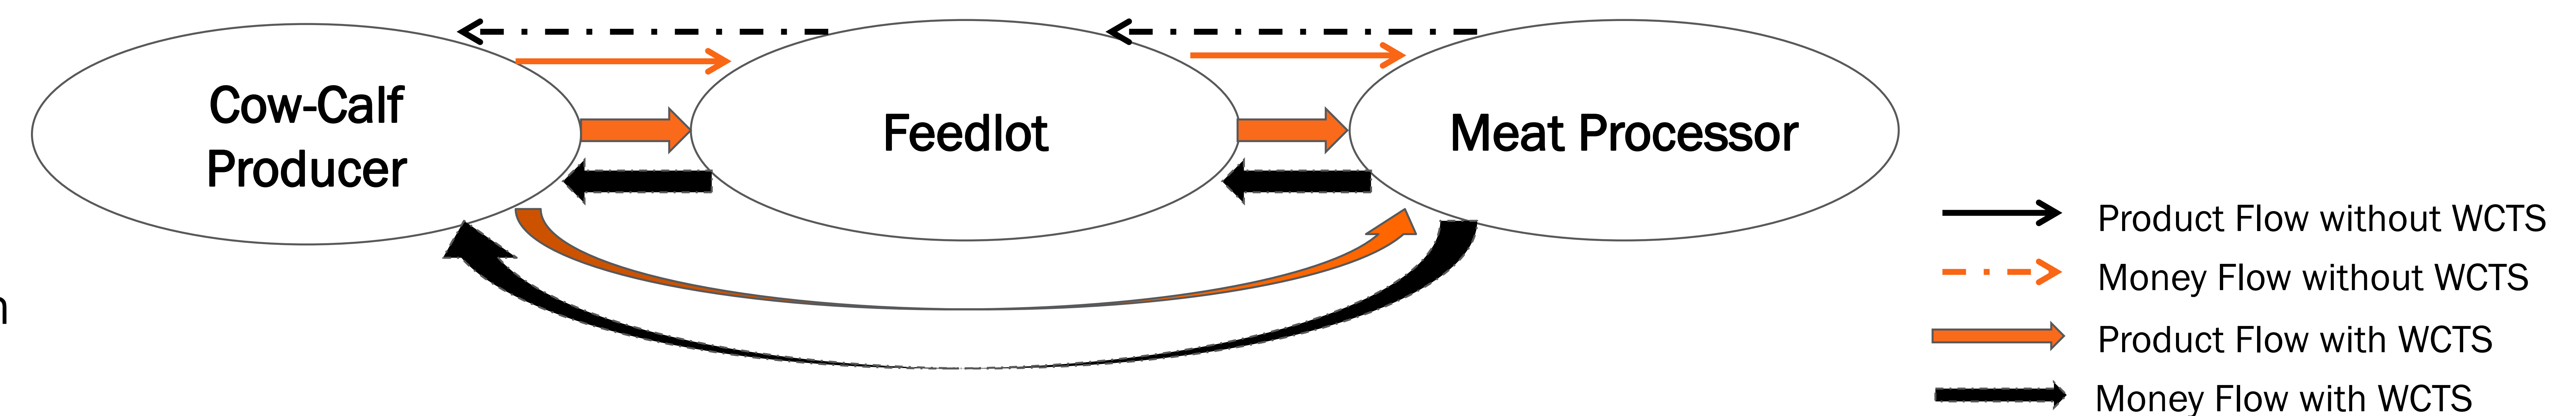 Cow-Calf
Producer
Feedlot
Meat Processor
n
Product Flow without WCTS
Money Flow without WCTS
Product Flow with WCTS
Money Flow with WCTS